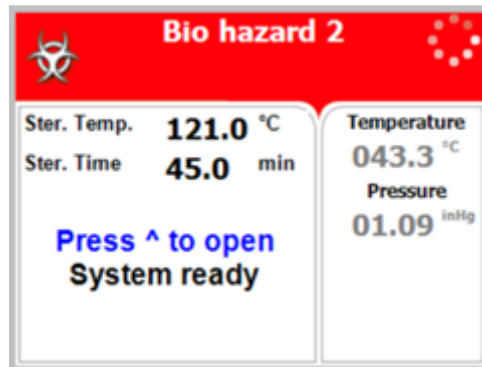 Bio hazard 2
Ster. Temp. 121.0 °C
Ster. Time 45.0 min
Press ^ to open
System ready
Temperature
043.3 °C
Pressure
01.09 inHg